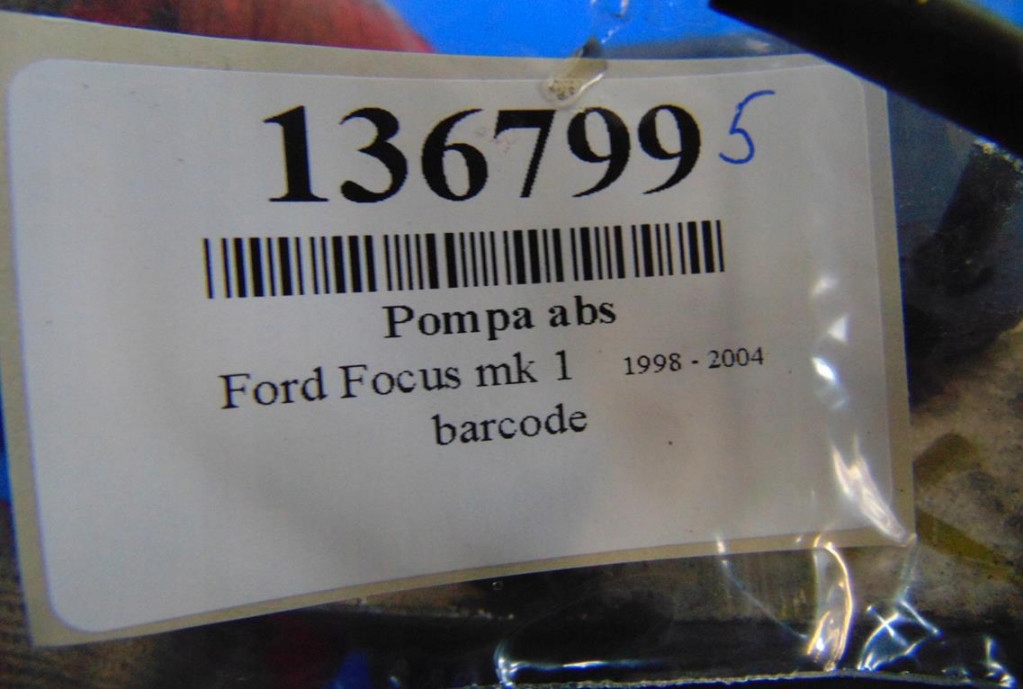 136799 5
Pompa abs
Ford Focus mk 1 1998 - 2004
barcode